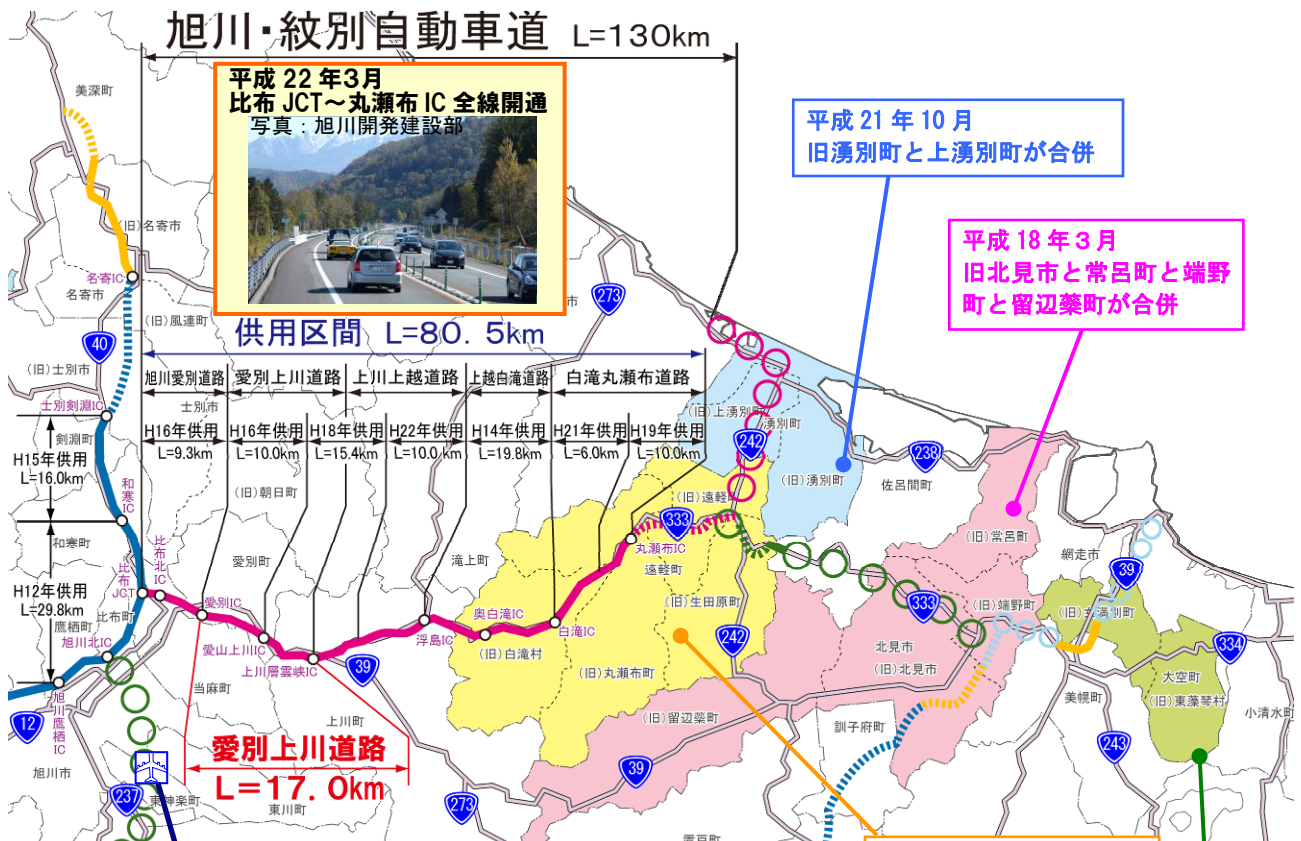 旭川・紋別自動車道 L=130km
平成 22 年3月
比布 JCT～丸瀬布 IC 全線開通
写真：旭川開発建設部
平成 21 年 10 月
旧湧別町と上湧別町が合併
平成 18 年 3 月
旧北見市と常呂町と端野
町と留辺蘂町が合併
美深町
(旧)名寄市
名寄IC
名寄市
(旧)風連町
273
市
供用区間 L=80. 5km
40
(旧)士別市
旭川愛別道路
愛別上川道路
上川上越道路
上越白滝道路
白滝丸瀬布道路
士別剣淵IC
士別市
剣淵町
H15年供用
L=16.0km
H16年供用
L=9.3km
H16年供用
L=10.0km
H18年供用
L=15.4km
H22年供用
L=10.0km
H14年供用
L=19.8km
H21年供用
L=6.0km
H19年供用
L=10.0km
(旧)上湧別町
湧別町
242
238
(旧)湧別町
佐呂間町
(旧)朝日町
和寒IC
和寒町
(旧)遠軽
333
丸瀬布IC
遠軽町
(旧)常呂町
網走市
39
愛別町
滝上町
比布北IC
比布JCT
H12年供用
L=29.8km
比布町
鷹栖町
旭川北IC
愛別IC
愛山上川IC
上川層雲峡IC
浮島IC
奥白滝IC
(旧)白滝村
白滝IC
(旧)生田原町
333
(旧)端野町
(旧)女満別町
242
北見市
(旧)北見市
334
(旧)丸瀬布町
39
当麻町
上川町
旭川鷹栖IC
12
大空町
(旧)東藻琴村
美幌町
小清水町
(旧)留辺蘂町
訓子府町
243
愛別上川道路
L=17. 0km
旭川市
237
東神楽町
東川町
273
39
置戸町